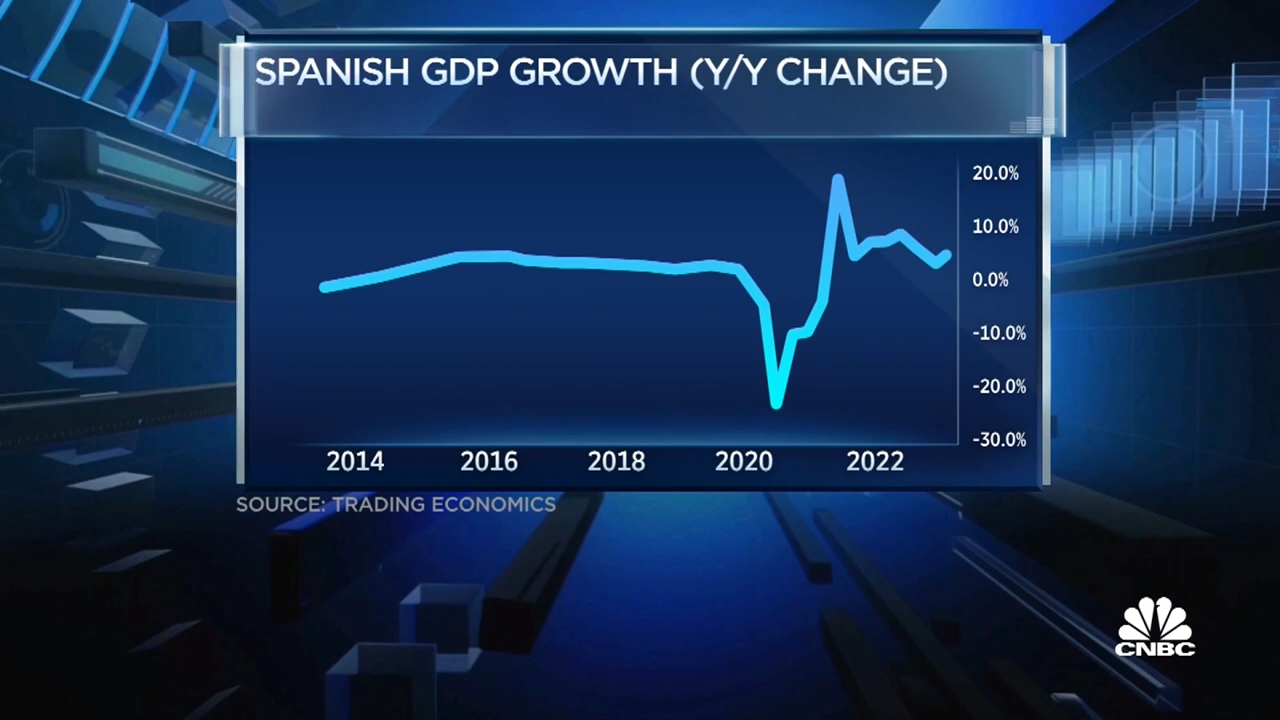 SPANISH GDP GROWTH (Y/Y CHANGE)
20.0%
10.0%
0.0%
-10.0%
-20.0%
-30.0%
2014 2016 2018 2020 2022
SOURCE: TRADING ECONOMICS
CNBC